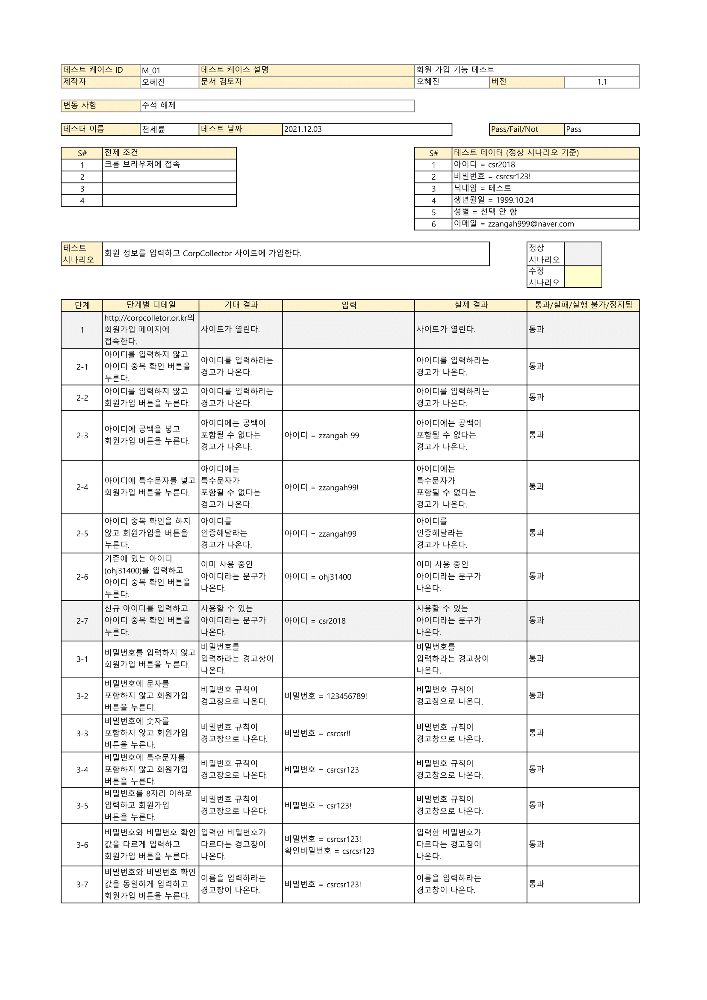 테스트 케이스 ID M_01 테스트 케이스 설명 회원 가입 기능 테스트
제작자 오혜진 문서 검토자 오혜진 버전 1.1
변동 사항 주석 해제
테스터 이름 천세륜 테스트 날짜 2021.12.03 Pass/Fail/Not Pass
S# 전제 조건
1 크롬 브라우저에 접속
2
3
4
S# 테스트 데이터 (정상 시나리오 기준)
1 아이디 = csr2018
2 비밀번호 = csrcsr123!
3 닉네임 = 테스트
4 생년월일 = 1999.10.24
5 성별 = 선택 안 함
6 이메일 = zzangah999@naver.com
테스트
시나리오
회원 정보를 입력하고 CorpCollector 사이트에 가입한다.
정상
시나리오
수정
시나리오
단계 단계별 디테일 기대 결과 입력 실제 결과 통과/실패/실행 불가/정지됨
1
http://corpcolletor.or.kr의
회원가입 페이지에
접속한다.
사이트가 열린다.
사이트가 열린다.
통과
2-1
아이디를 입력하지 않고
아이디 중복 확인 버튼을
누른다.
아이디를 입력하라는
경고가 나온다.
아이디를 입력하라는
경고가 나온다.
통과
2-2
아이디를 입력하지 않고
회원가입 버튼을 누른다.
아이디를 입력하라는
경고가 나온다.
아이디를 입력하라는
경고가 나온다.
통과
2-3
아이디에 공백을 넣고
회원가입 버튼을 누른다.
아이디에는 공백이
포함될 수 없다는
경고가 나온다.
아이디 = zzangah 99
아이디에는 공백이
포함될 수 없다는
경고가 나온다.
통과
2-4
아이디에 특수문자를 넣고
회원가입 버튼을 누른다.
아이디에는
특수문자가
포함될 수 없다는
경고가 나온다.
아이디 = zzangah99!
아이디에는
특수문자가
포함될 수 없다는
경고가 나온다.
통과
2-5
아이디 중복 확인을 하지
않고 회원가입을 버튼을
누른다.
아이디를
인증해달라는
경고가 나온다.
아이디 = zzangah99
아이디를
인증해달라는
경고가 나온다.
통과
2-6
기존에 있는 아이디
(ohj31400)를 입력하고
아이디 중복 확인 버튼을
누른다.
이미 사용 중인
아이디라는 문구가
나온다.
아이디 = ohj31400
이미 사용 중인
아이디라는 문구가
나온다.
통과
2-7
신규 아이디를 입력하고
아이디 중복 확인 버튼을
누른다.
사용할 수 있는
아이디라는 문구가
나온다.
아이디 = csr2018
사용할 수 있는
아이디라는 문구가
나온다.
통과
3-1
비밀번호를 입력하지 않고
회원가입 버튼을 누른다.
비밀번호를
입력하라는 경고창이
나온다.
비밀번호를
입력하라는 경고창이
나온다.
통과
3-2
비밀번호에 문자를
포함하지 않고 회원가입
버튼을 누른다.
비밀번호 규칙이
경고창으로 나온다.
비밀번호 = 123456789!
비밀번호 규칙이
경고창으로 나온다.
통과
3-3
비밀번호에 숫자를
포함하지 않고 회원가입
버튼을 누른다.
비밀번호 규칙이
경고창으로 나온다.
비밀번호 = csrcsr!!
비밀번호 규칙이
경고창으로 나온다.
통과
3-4
비밀번호에 특수문자를
포함하지 않고 회원가입
버튼을 누른다.
비밀번호 규칙이
경고창으로 나온다.
비밀번호 = csrcsr123
비밀번호 규칙이
경고창으로 나온다.
통과
3-5
비밀번호를 8자리 이하로
입력하고 회원가입
버튼을 누른다.
비밀번호 규칙이
경고창으로 나온다.
비밀번호 = csr123!
비밀번호 규칙이
경고창으로 나온다.
통과
3-6
비밀번호와 비밀번호 확인
값을 다르게 입력하고
회원가입 버튼을 누른다.
입력한 비밀번호가
다르다는 경고창이
나온다.
비밀번호 = csrcsr123!
확인비밀번호 = csrcsr123
입력한 비밀번호가
다르다는 경고창이
나온다.
통과
3-7
비밀번호와 비밀번호 확인
값을 동일하게 입력하고
회원가입 버튼을 누른다.
이름을 입력하라는
경고창이 나온다.
비밀번호 = csrcsr123!
이름을 입력하라는
경고창이 나온다.
통과